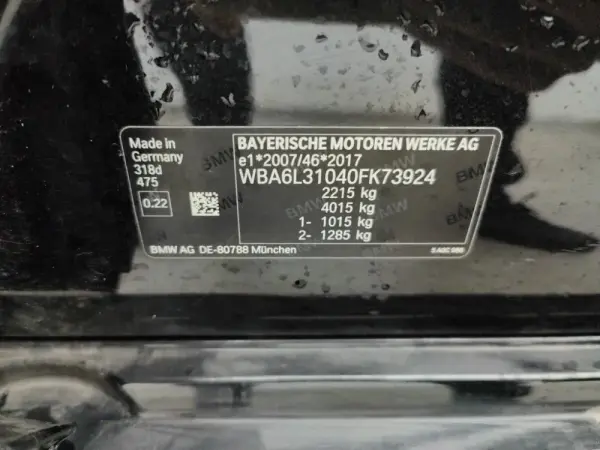 Made in
Germany
318d
475
0.22
BAYERISCHE MOTOREN WERKE AG
e1*2007/46*2017
WBA6L31040FK73924
2215 kg
4015 kg
1- 1015 kg
2- 1285 kg
BMW AG DE-80788 München